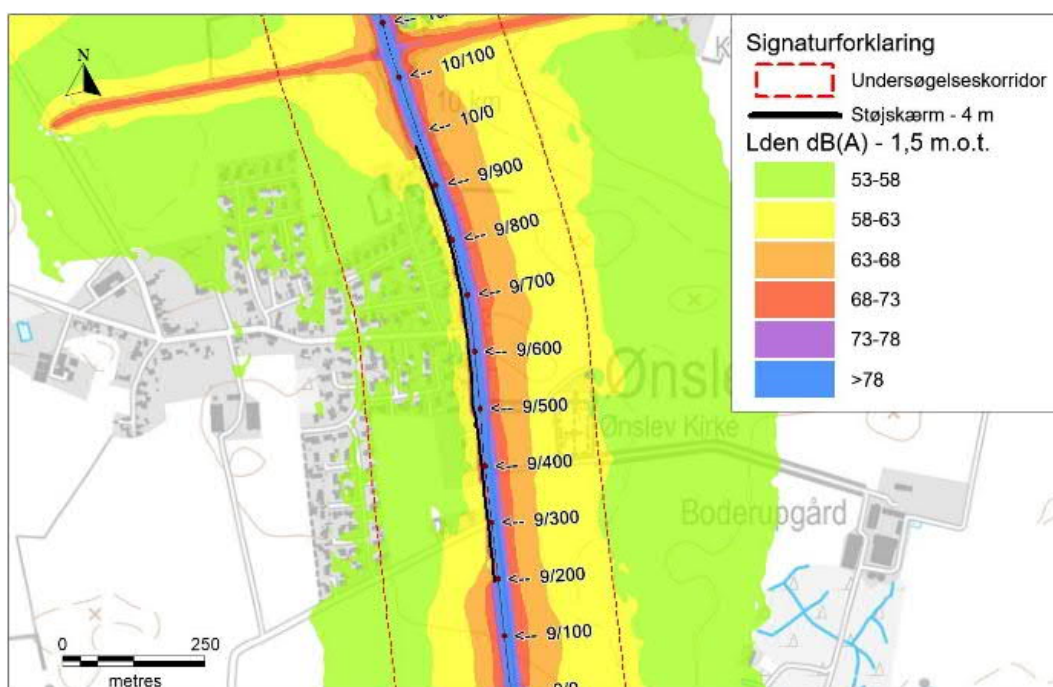 Signaturforklaring
Undersøgelseskorridor
Støjskærm - 4 m
Lden dB(A) - 1,5 m.o.t.
53-58
58-63
63-68
68-73
73-78
>78
N
<-- 10/100
10 km
<-- 10/0
<-- 9/900
<-- 9/800
<-- 9/700
<-- 9/600
<-- 9/500
<-- 9/400
<-- 9/300
<-- 9/200
<-- 9/100
Ønslev Kirke
Boderupgård
0 250
metres